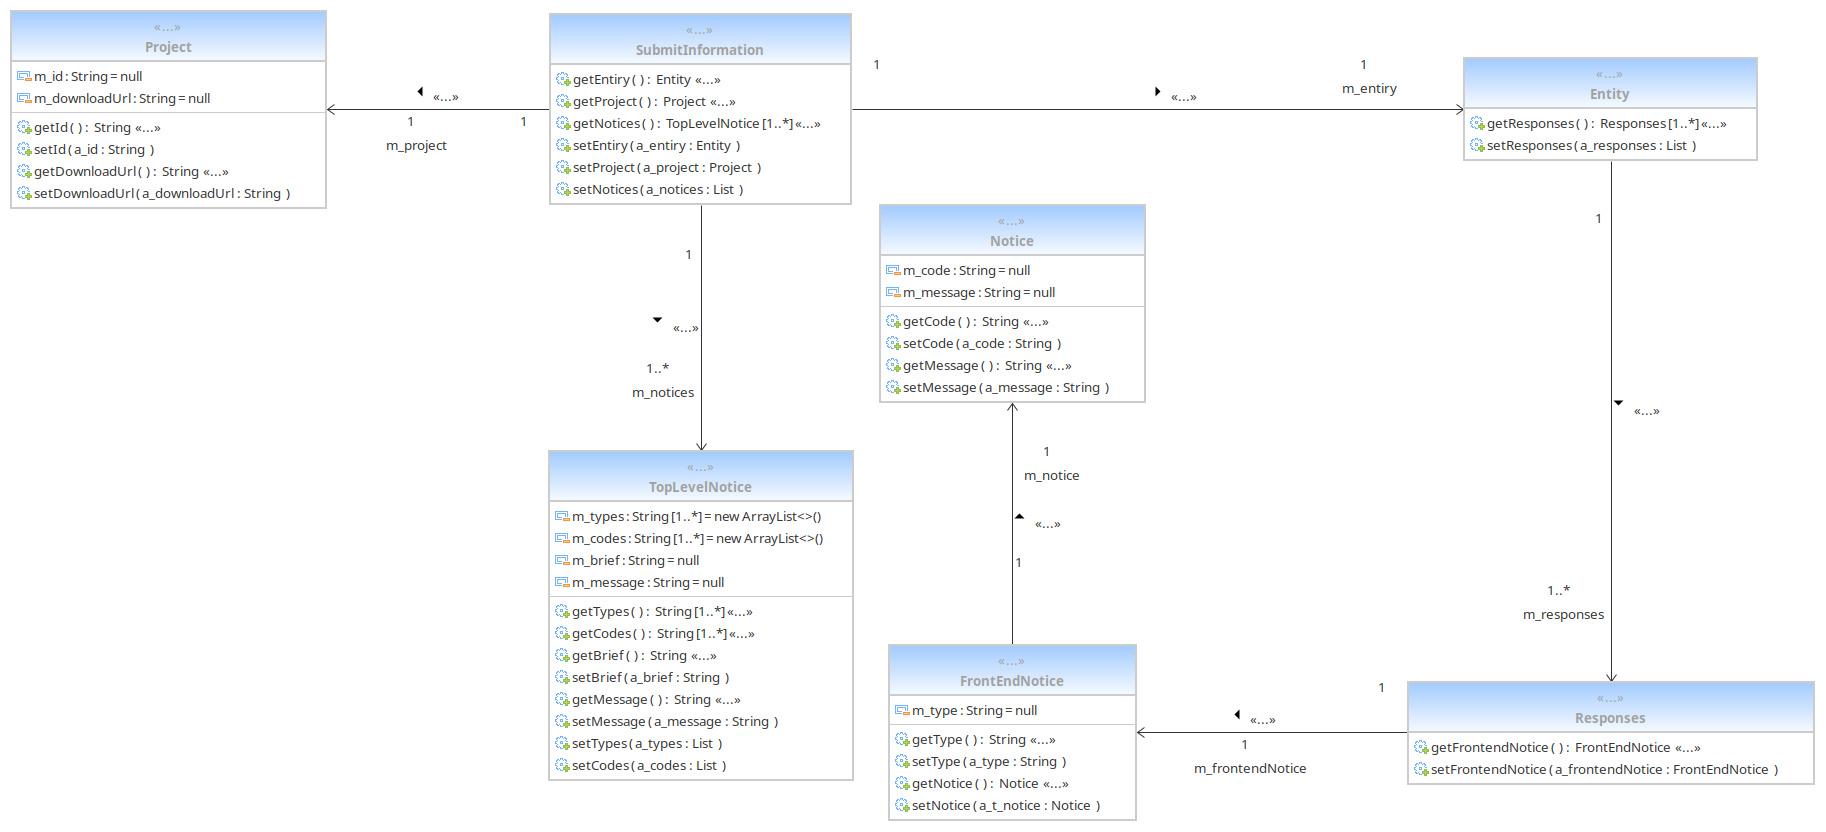 «...»
Project
m_id : String = null
m_downloadUrl : String = null
getId ( ) : String «...»
setId ( a_id : String )
getDownloadUrl ( ) : String «...»
setDownloadUrl ( a_downloadUrl : String )
«...»
1
m_project
1
«...»
SubmitInformation
getEntiry ( ) : Entity «...»
getProject ( ) : Project «...»
getNotices ( ) : TopLevelNotice [1..*] «...»
setEntiry ( a_entiry : Entity )
setProject ( a_project : Project )
setNotices ( a_notices : List )
1
«...»
1
m_entiry
«...»
Entity
getResponses ( ) : Responses [1..*] «...»
setResponses ( a_responses : List )
1
«...»
1..*
m_notices
«...»
Notice
m_code : String = null
m_message : String = null
getCode ( ) : String «...»
setCode ( a_code : String )
getMessage ( ) : String «...»
setMessage ( a_message : String )
1
«...»
1..*
m_responses
«...»
TopLevelNotice
m_types : String [1..*] = new ArrayList<>()
m_codes : String [1..*] = new ArrayList<>()
m_brief : String = null
m_message : String = null
getTypes ( ) : String [1..*] «...»
getCodes ( ) : String [1..*] «...»
getBrief ( ) : String «...»
setBrief ( a_brief : String )
getMessage ( ) : String «...»
setMessage ( a_message : String )
setTypes ( a_types : List )
setCodes ( a_codes : List )
1
m_notice
«...»
1
«...»
FrontEndNotice
m_type : String = null
getType ( ) : String «...»
setType ( a_type : String )
getNotice ( ) : Notice «...»
setNotice ( a_t_notice : Notice )
1
«...»
1
m_frontendNotice
«...»
Responses
getFrontendNotice ( ) : FrontEndNotice «...»
setFrontendNotice ( a_frontendNotice : FrontEndNotice )